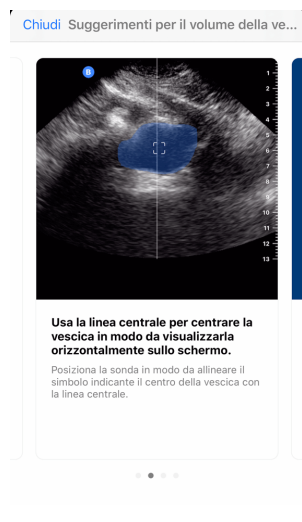 Chiudi Suggerimenti per il volume della ve...
B
1
2
3
4
5
6
7
8
9
10
11
12
13
Usa la linea centrale per centrare la
vescica in modo da visualizzarla
orizzontalmente sullo schermo.
Posiziona la sonda in modo da allineare il
simbolo indicante il centro della vescica con
la linea centrale.